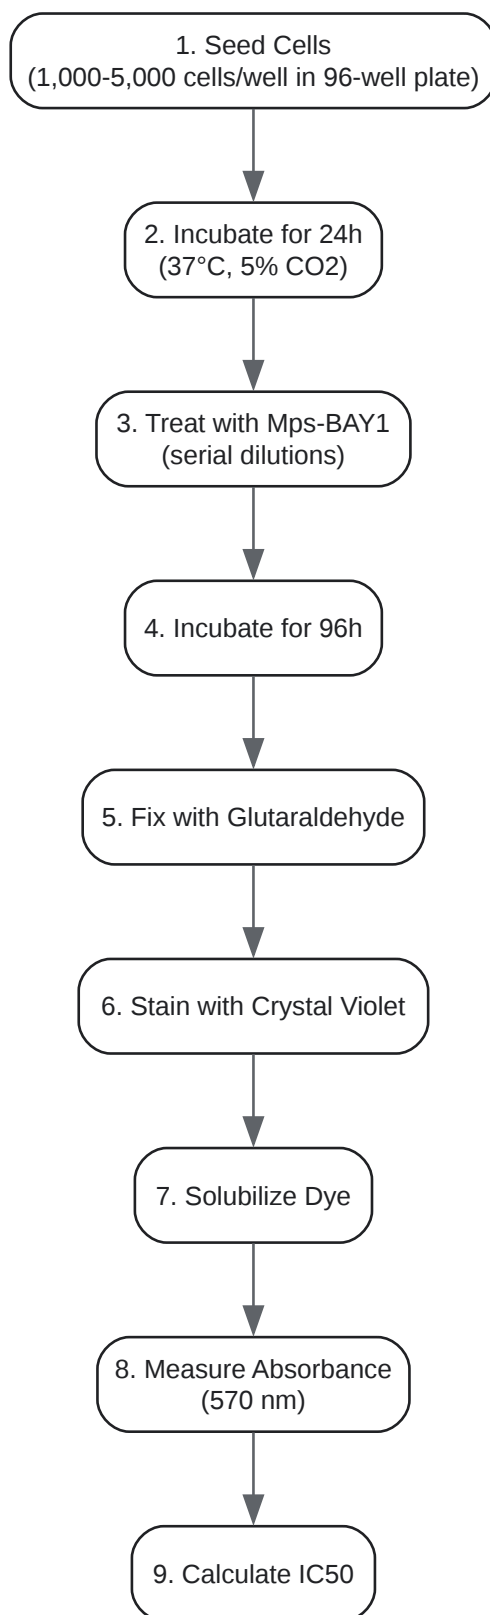 1. Seed Cells
(1,000-5,000 cells/well in 96-well plate)
2. Incubate for 24h
(37°C, 5% CO2)
3. Treat with Mps-BAY1
(serial dilutions)
4. Incubate for 96h
5. Fix with Glutaraldehyde
6. Stain with Crystal Violet
7. Solubilize Dye
8. Measure Absorbance
(570 nm)
9. Calculate IC50